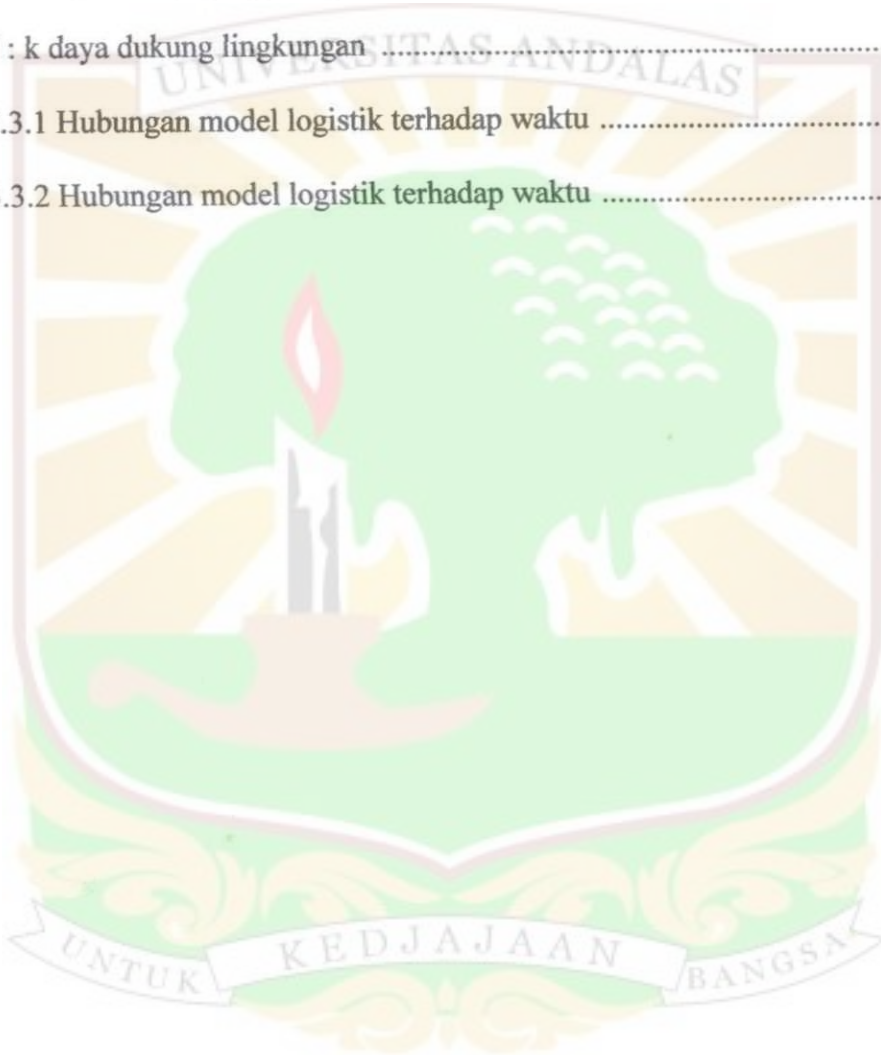 : k daya dukung lingkungan ........................................................
UNIVERSITAS ANDALAS
.3.1 Hubungan model logistik terhadap waktu ...............................
.3.2 Hubungan model logistik terhadap waktu ...............................
UNTUK KEDJAJAAN BANGSA